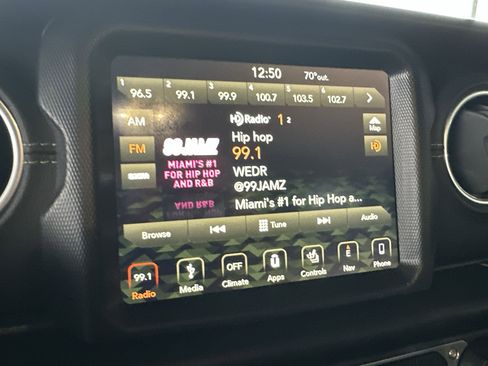 12:50 70°out.
1 2 3 4 5 6
96.5 99.1 99.9 100.7 103.5 102.7
AM
HD Radio 1 2
Map
Hip hop
FM
99.1
HD
99JAMZ
WEDR
MIAMI'S #1
FOR HIP HOP
AND R&B
@99JAMZ
Miami's #1 for Hip Hop a...
Browse Tune Audio
99.1 OFF E
Radio Media Climate Apps Controls Nav Phone